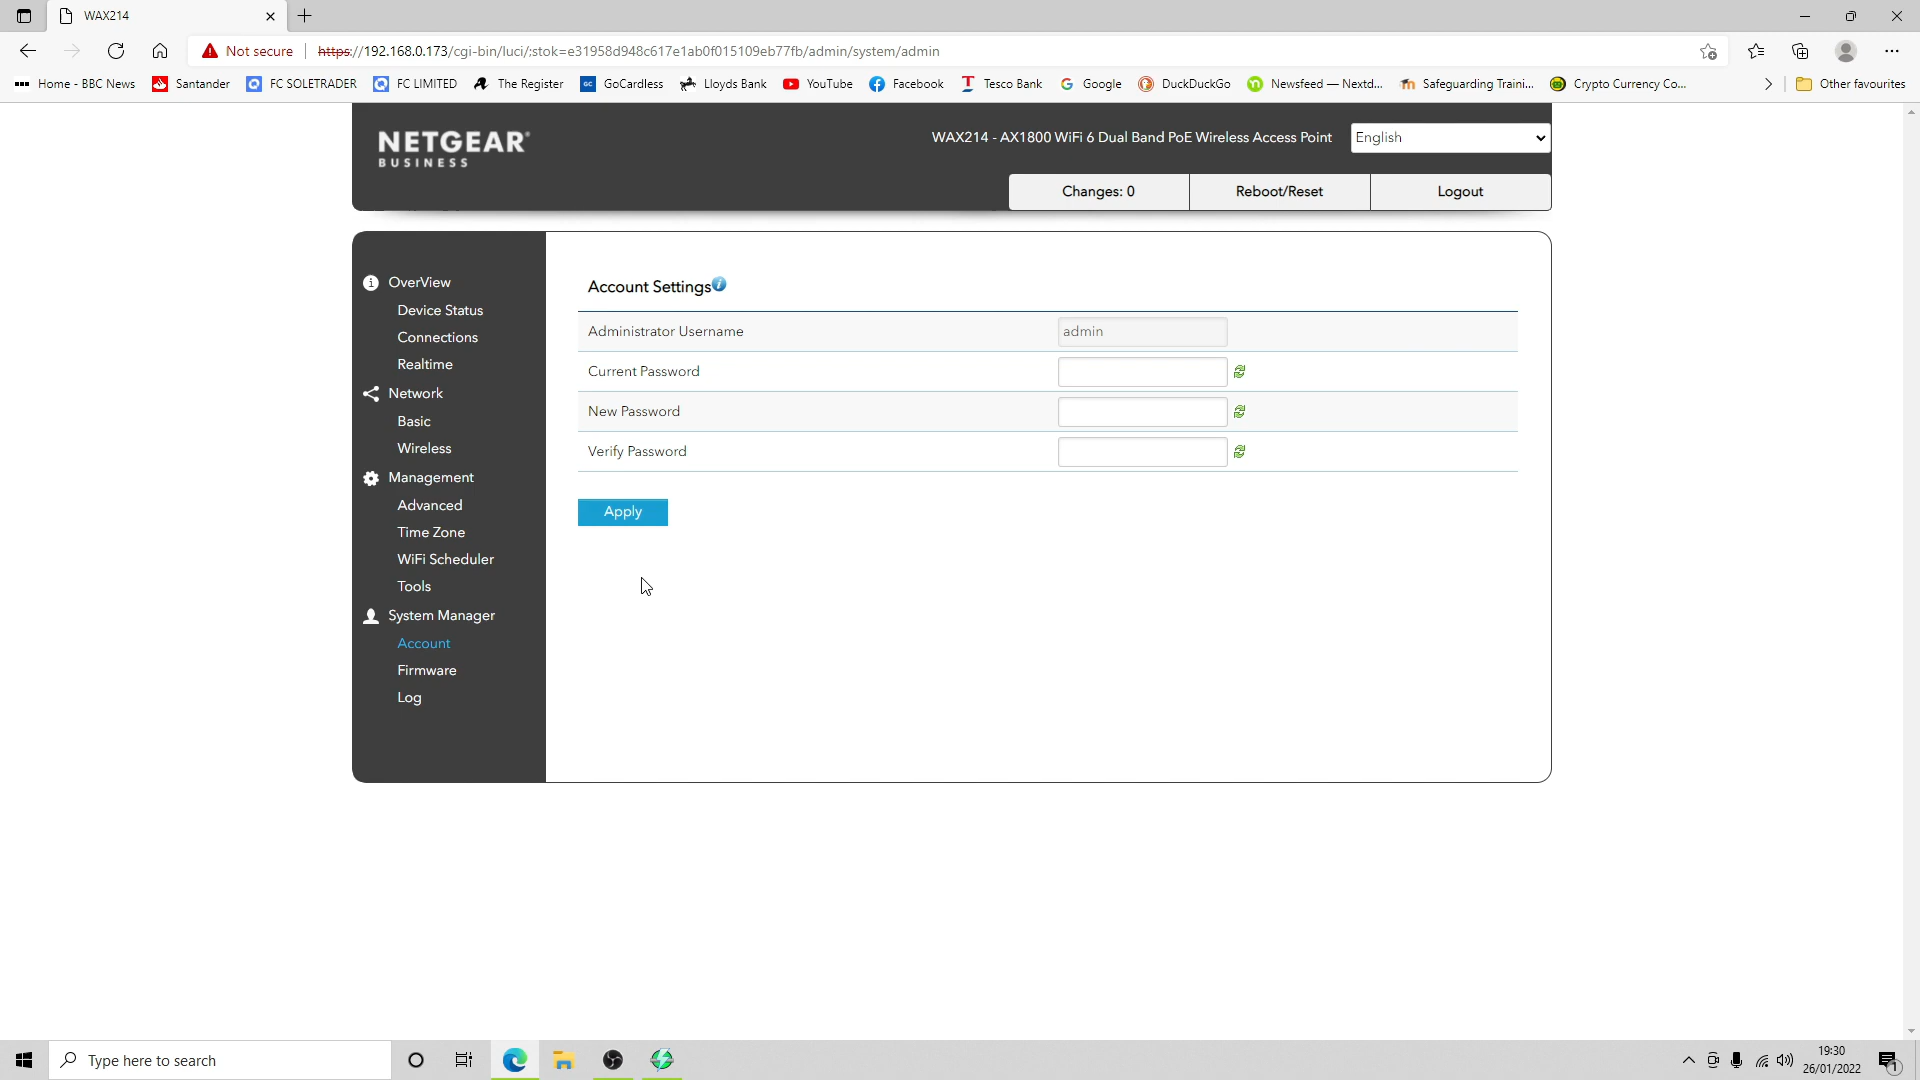 WAX214
Not secure https://192.168.0.173/cgi-bin/luci/;stok=e31958d948c617e1ab0f015109eb77fb/admin/system/admin
Home - BBC News Santander FC SOLETRADER FC LIMITED The Register GoCardless Lloyds Bank YouTube Facebook Tesco Bank Google DuckDuckGo Newsfeed — Nextd... Safeguarding Traini... Crypto Currency Co... Other favourites
NETGEAR®
BUSINESS
WAX214 - AX1800 WiFi 6 Dual Band PoE Wireless Access Point English
Changes: 0 Reboot/Reset Logout
OverView
Device Status
Connections
Realtime
Network
Basic
Wireless
Management
Advanced
Time Zone
WiFi Scheduler
Tools
System Manager
Account
Firmware
Log
Account Settings
Administrator Username admin
Current Password
New Password
Verify Password
Apply
Type here to search
19:30
26/01/2022
1